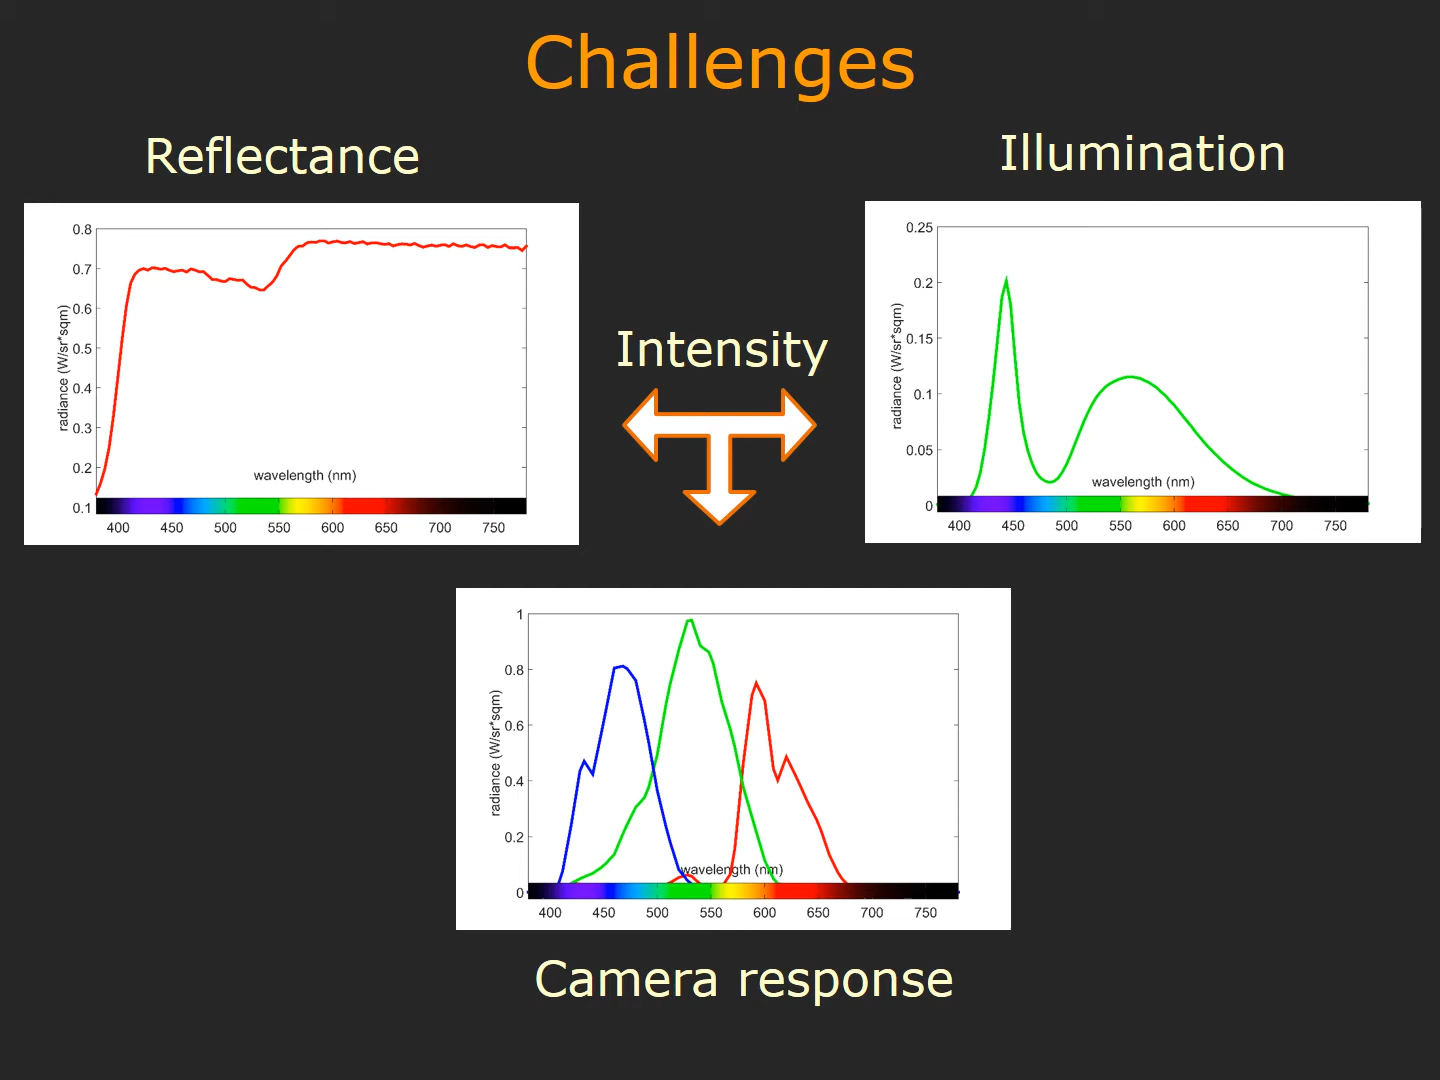 Challenges
Reflectance
Illumination
0.8
0.7
0.6
0.5
0.4
0.3
0.2
0.1
radiance (W/sr*sqm)
wavelength (nm)
400 450 500 550 600 650 700 750
Intensity
0.25
0.2
0.15
0.1
0.05
0
radiance (W/sr*sqm)
wavelength (nm)
400 450 500 550 600 650 700 750
1
0.8
0.6
0.4
0.2
0
radiance (W/sr*sqm)
wavelength (nm)
400 450 500 550 600 650 700 750
Camera response